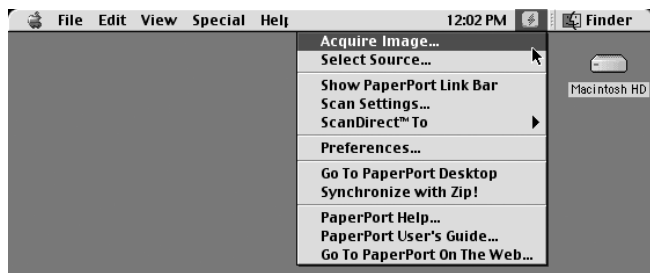 File Edit View Special Help 12:02 PM Finder
Acquire Image...
Select Source...
Macintosh HD
Show PaperPort Link Bar
Scan Settings...
ScanDirect™ To
Preferences...
Go To PaperPort Desktop
Synchronize with Zip!
PaperPort Help...
PaperPort User's Guide...
Go To PaperPort On The Web...